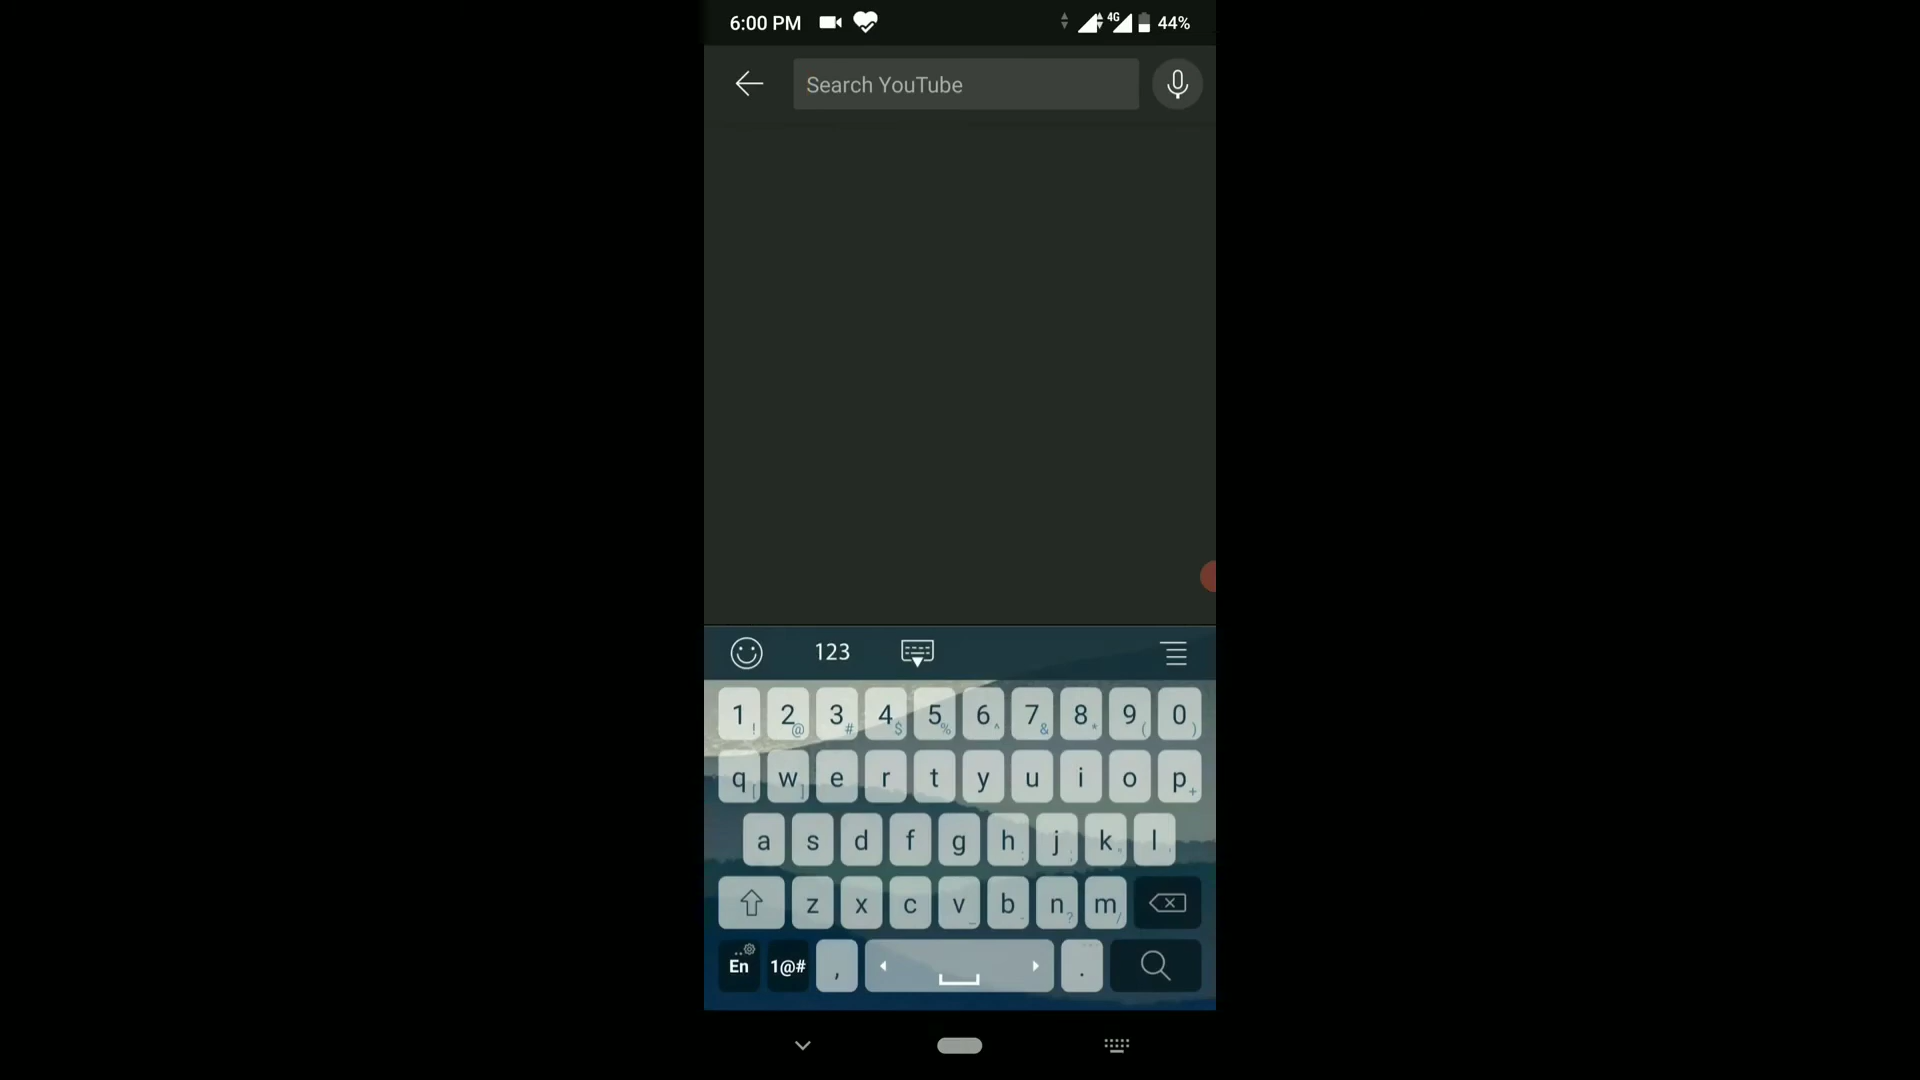 6:00 PM 4G 44%
Search YouTube
123
1 ! 2 @ 3 # 4 $ 5 % 6 ^ 7 & 8 * 9 ( 0 )
q [ w ] e r t y u i o p +
a s d f g h : j ; k " l '
z x c v _ b - n ? m /
En 1@# , .